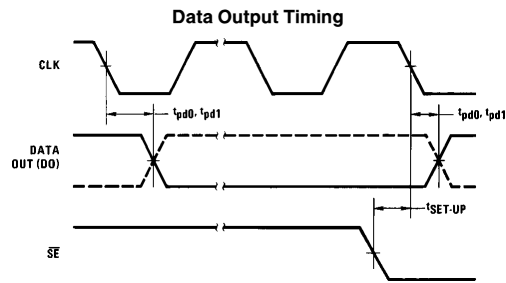 Data Output Timing
CLK
tpd0, tpd1
tpd0, tpd1
DATA
OUT (DO)
tSET-UP
SE